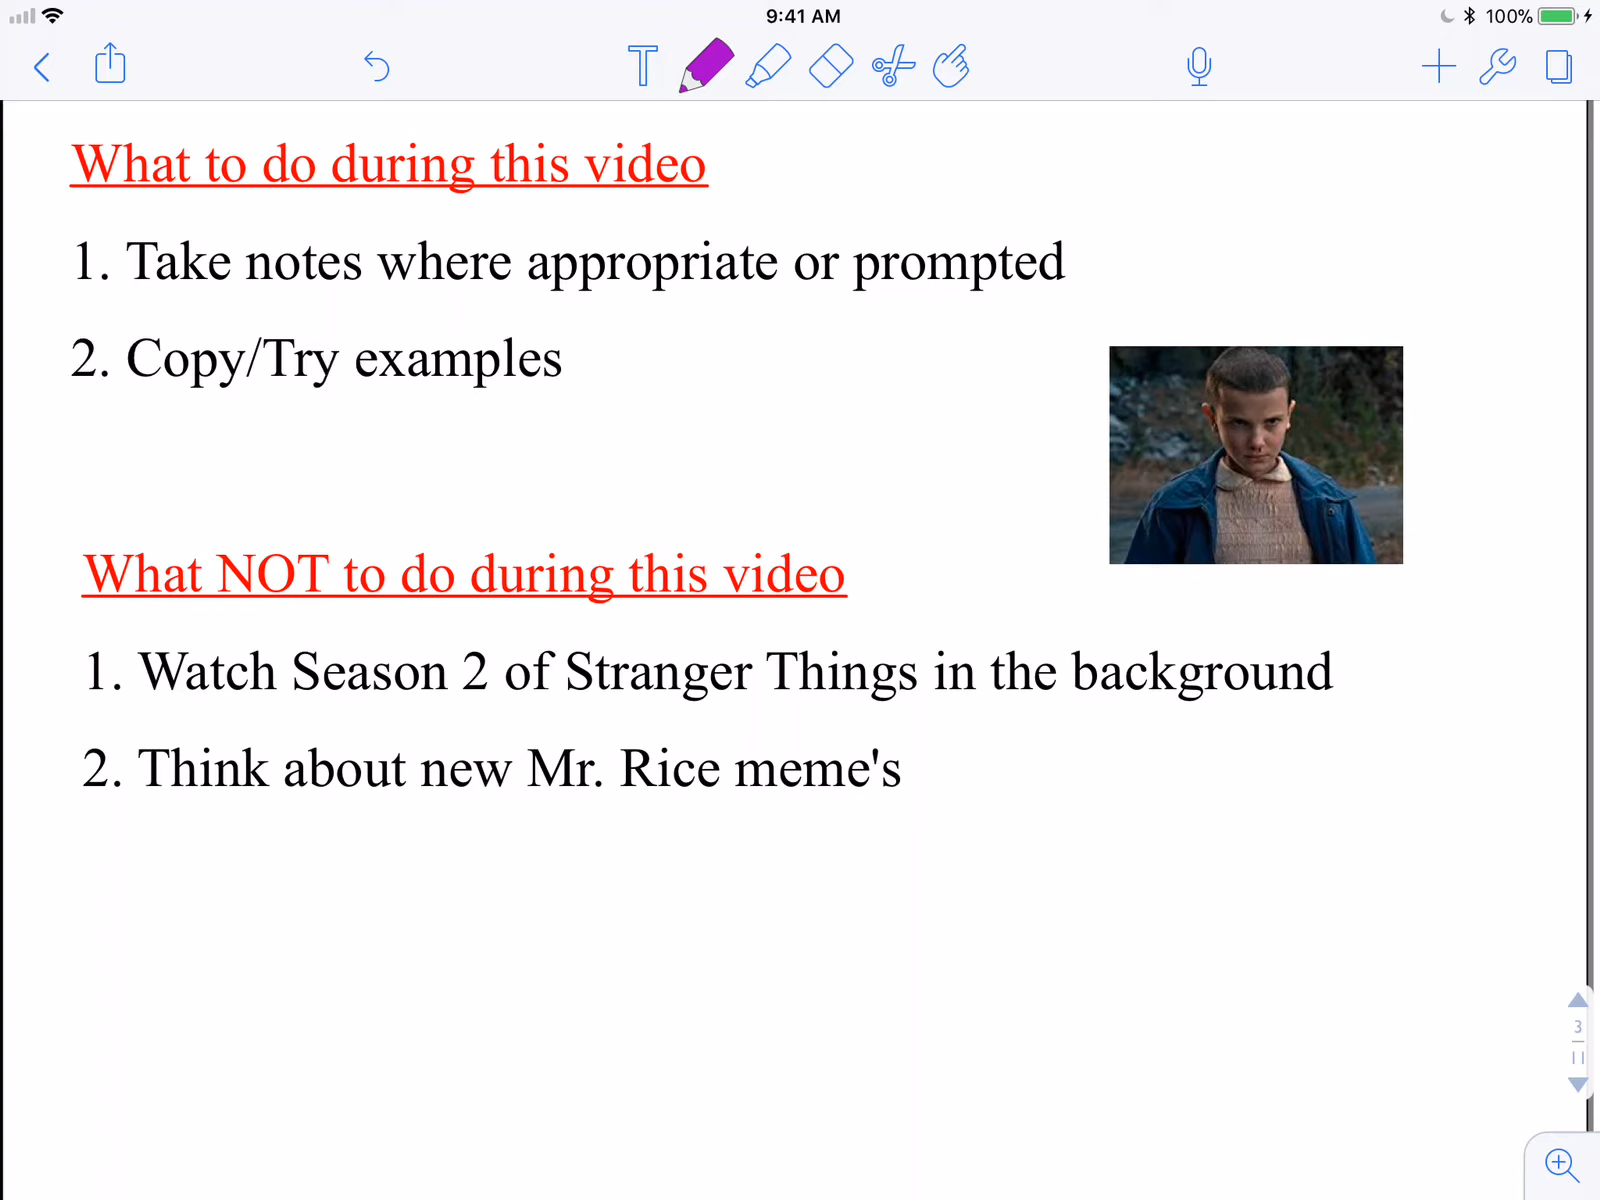 9:41 AM
100%
T
What to do during this video
1. Take notes where appropriate or prompted
2. Copy/Try examples
What NOT to do during this video
1. Watch Season 2 of Stranger Things in the background
2. Think about new Mr. Rice meme's
3
11